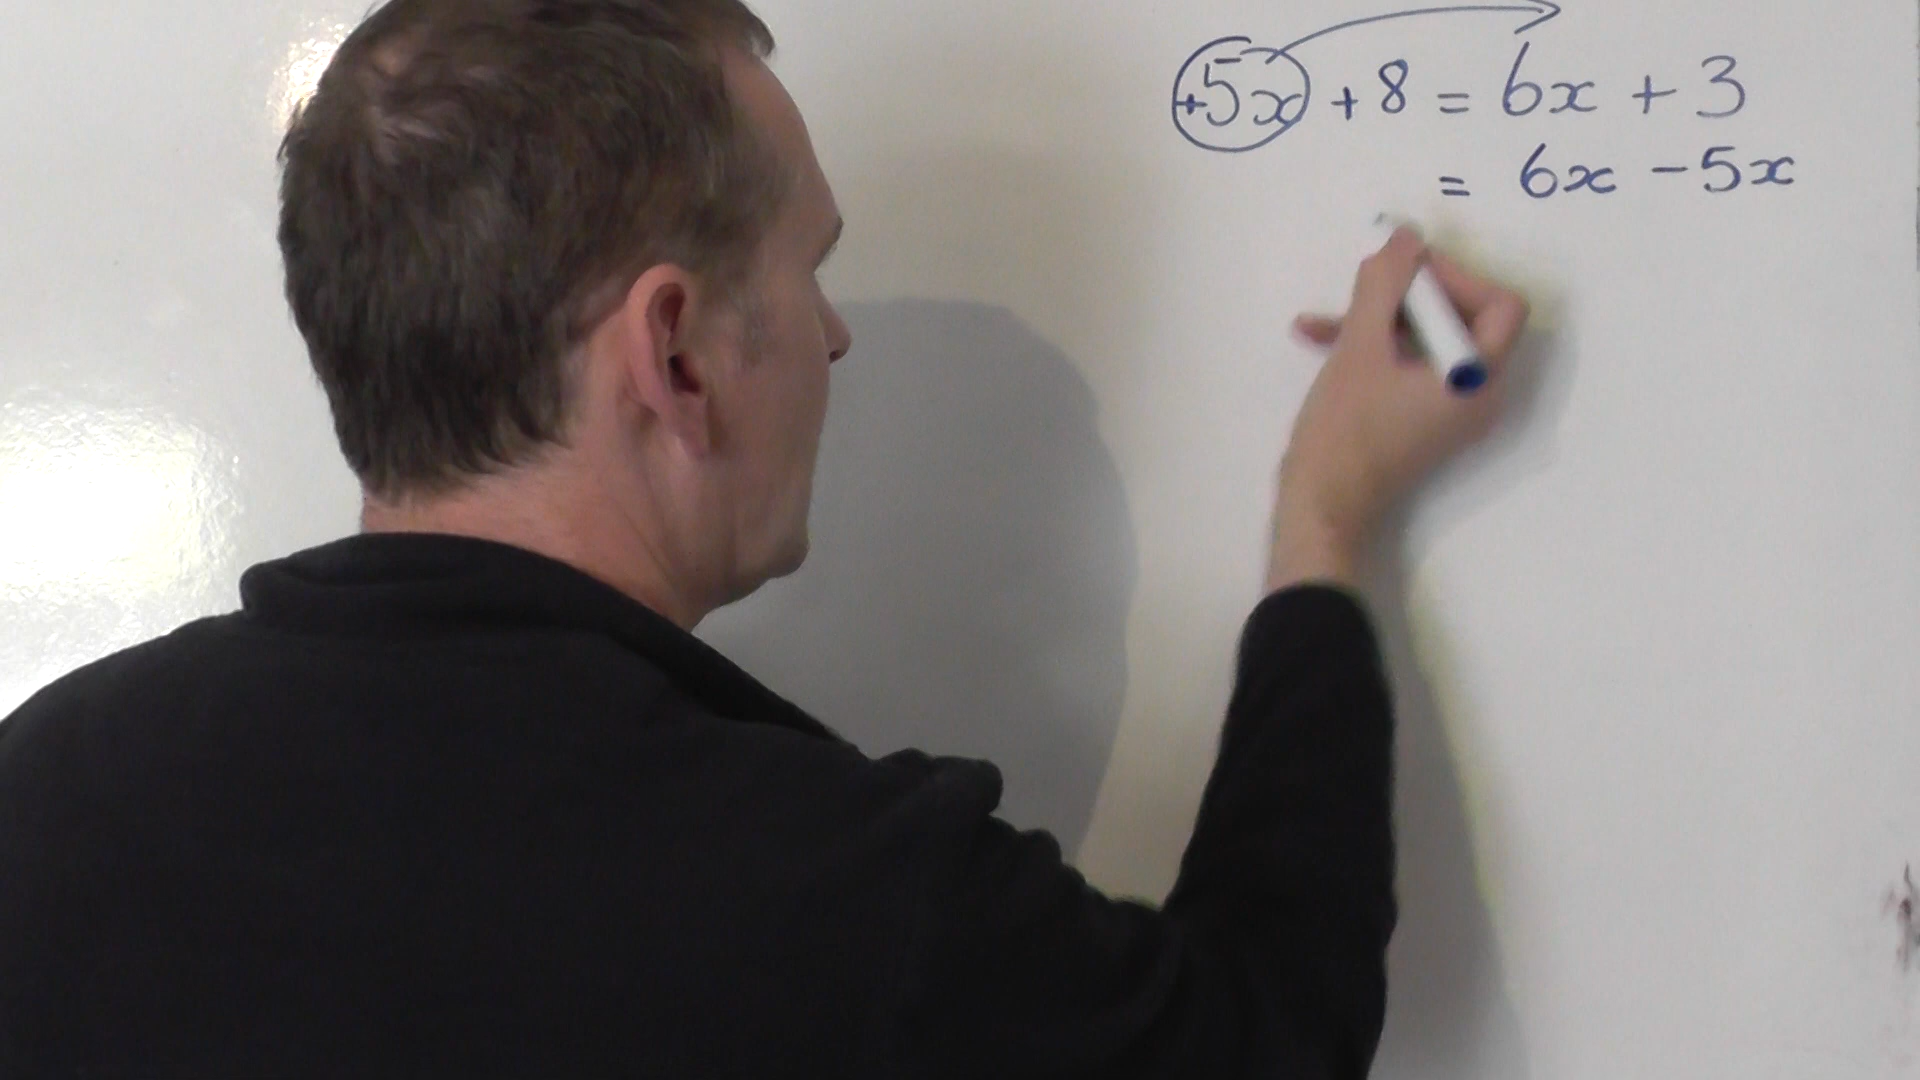 +5x + 8 = 6x + 3
= 6x - 5x